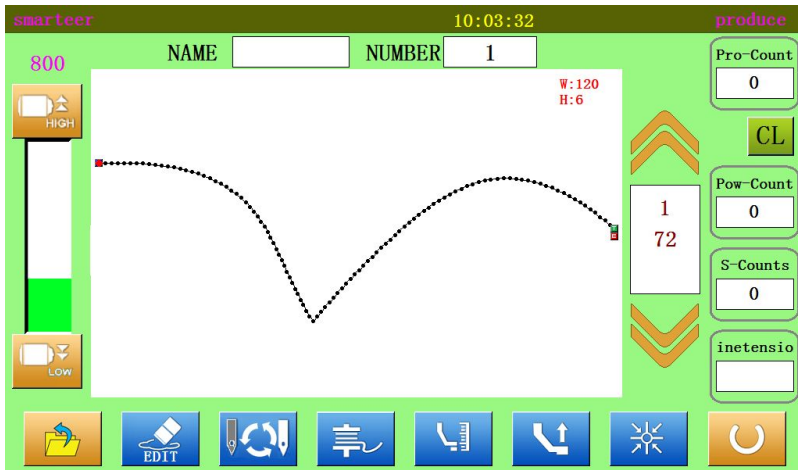 smarteer 10:03:32 produce
800 NAME NUMBER 1 Pro-Count
0
W:120
H:6
HIGH
CL
1
72
Pow-Count
0
S-Counts
0
inetensio
LOW
EDIT